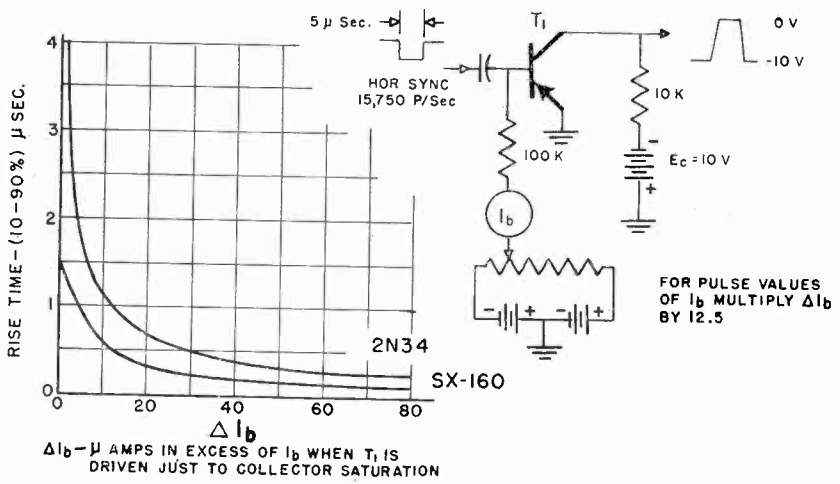 5 μ Sec.
HOR SYNC
15,750 P/Sec
T1
0 V
-10 V
10 K
100 K
Ec = 10 V
-
+
Ib
- + - +
FOR PULSE VALUES
OF Ib MULTIPLY ΔIb
BY 12.5
RISE TIME-(10-90%) μ SEC.
4
3
2
1
0
0 20 40 60 80
2N34
SX-160
Δ Ib
ΔIb-μ AMPS IN EXCESS OF Ib WHEN T1 IS
DRIVEN JUST TO COLLECTOR SATURATION